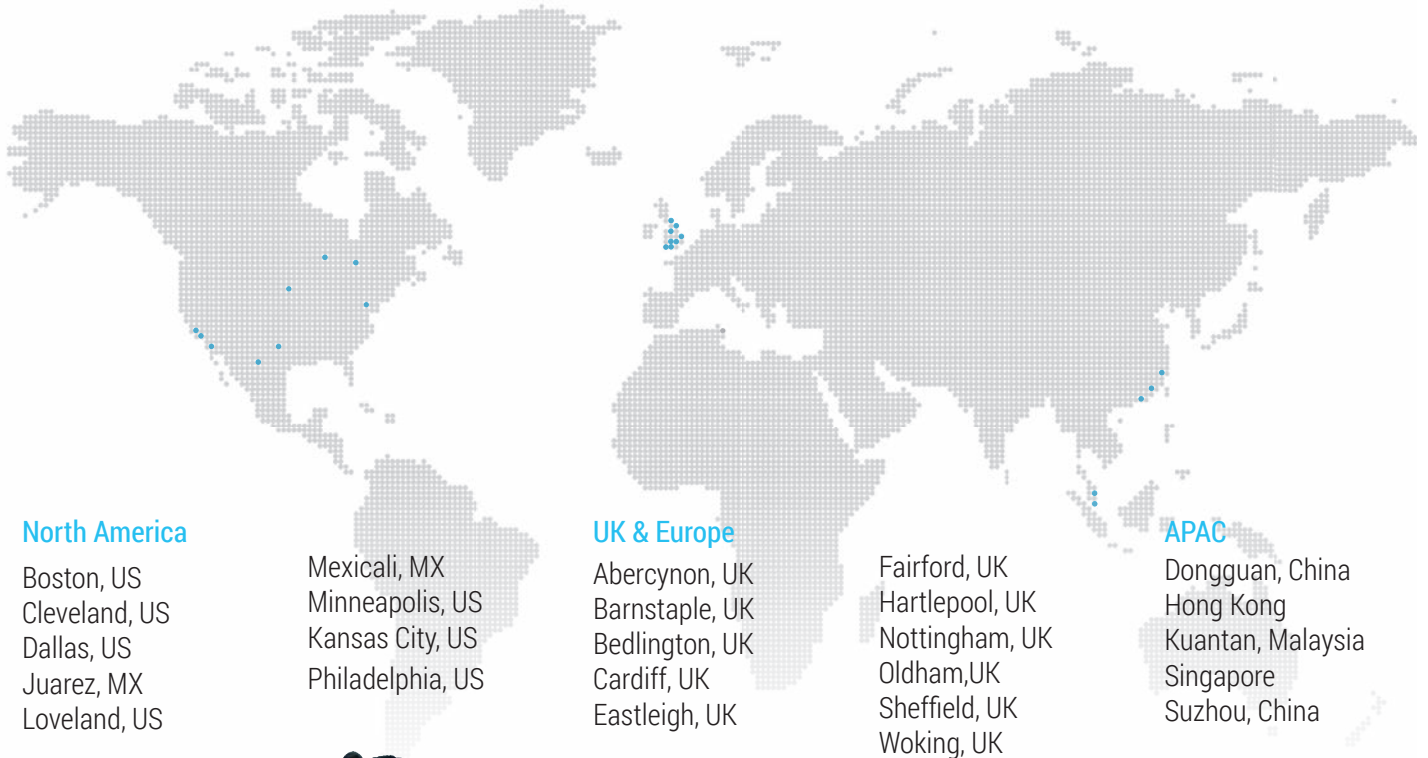 North America
Boston, US
Cleveland, US
Dallas, US
Juarez, MX
Loveland, US
Mexicali, MX
Minneapolis, US
Kansas City, US
Philadelphia, US
UK & Europe
Abercynon, UK
Barnstaple, UK
Bedlington, UK
Cardiff, UK
Eastleigh, UK
Fairford, UK
Hartlepool, UK
Nottingham, UK
Oldham,UK
Sheffield, UK
Woking, UK
APAC
Dongguan, China
Hong Kong
Kuantan, Malaysia
Singapore
Suzhou, China